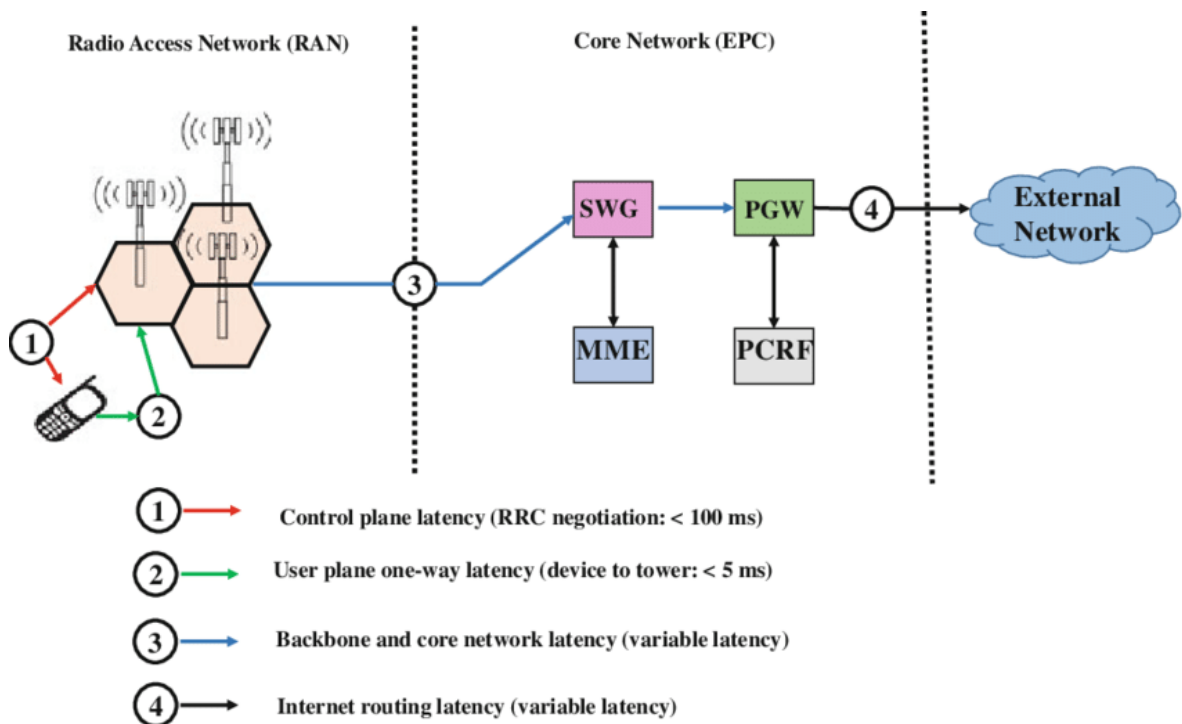 Radio Access Network (RAN)
Core Network (EPC)
SWG
PGW
4
External
Network
3
1
MME
PCRF
2
1 Control plane latency (RRC negotiation: < 100 ms)
2 User plane one-way latency (device to tower: < 5 ms)
3 Backbone and core network latency (variable latency)
4 Internet routing latency (variable latency)